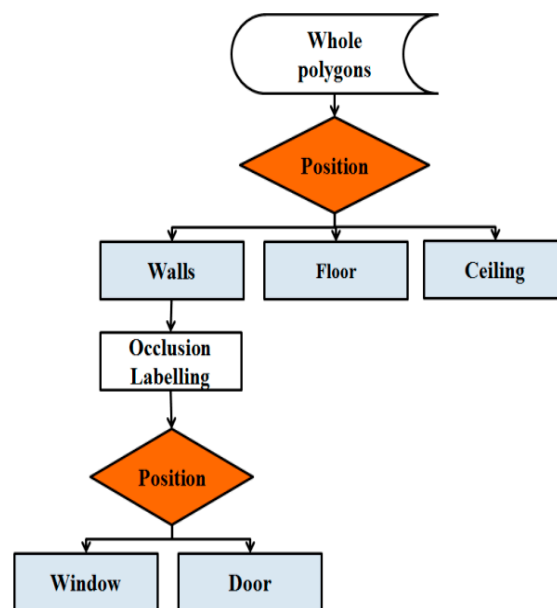 Whole
polygons
Position
Walls
Floor
Ceiling
Occlusion
Labelling
Position
Window
Door